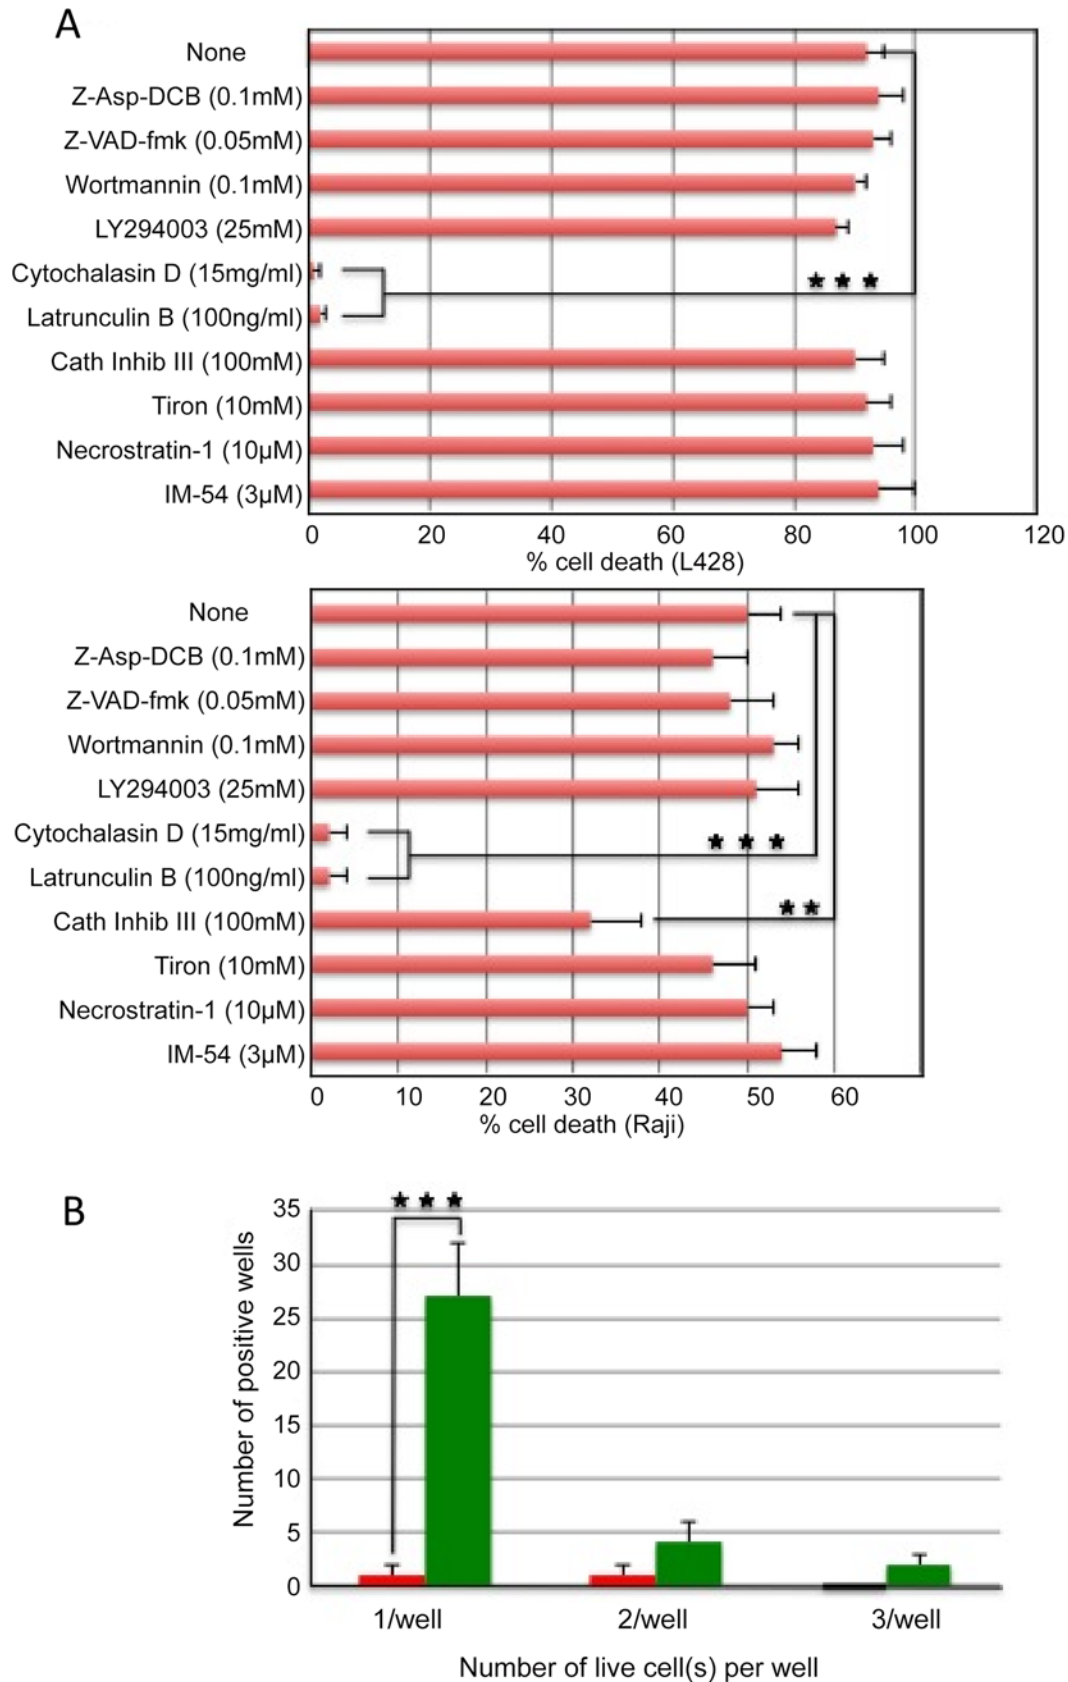 A
None
Z-Asp-DCB (0.1mM)
Z-VAD-fmk (0.05mM)
Wortmannin (0.1mM)
LY294003 (25mM)
Cytochalasin D (15mg/ml)
Latrunculin B (100ng/ml)
Cath Inhib III (100mM)
Tiron (10mM)
Necrostratin-1 (10µM)
IM-54 (3µM)
★ ★ ★
0 20 40 60 80 100 120
% cell death (L428)
None
Z-Asp-DCB (0.1mM)
Z-VAD-fmk (0.05mM)
Wortmannin (0.1mM)
LY294003 (25mM)
Cytochalasin D (15mg/ml)
Latrunculin B (100ng/ml)
Cath Inhib III (100mM)
Tiron (10mM)
Necrostratin-1 (10µM)
IM-54 (3µM)
★ ★ ★
★ ★
0 10 20 30 40 50 60
% cell death (Raji)
B
★ ★ ★
Number of positive wells
35
30
25
20
15
10
5
0
1/well 2/well 3/well
Number of live cell(s) per well